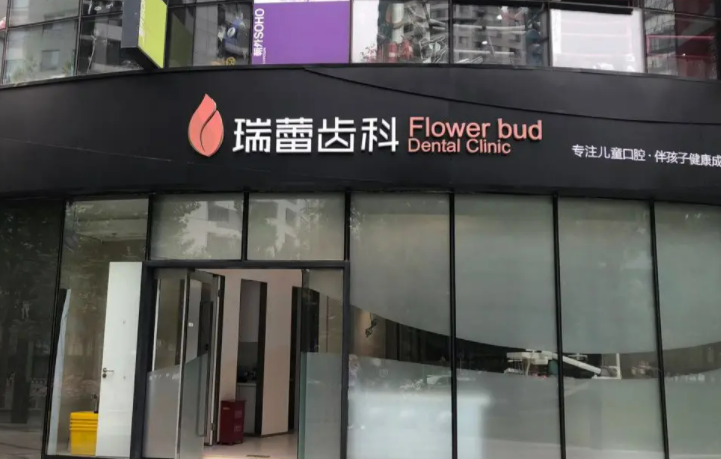 SOHO
瑞蕾齿科
Flower bud
Dental Clinic
专注儿童口腔·伴孩子健康成